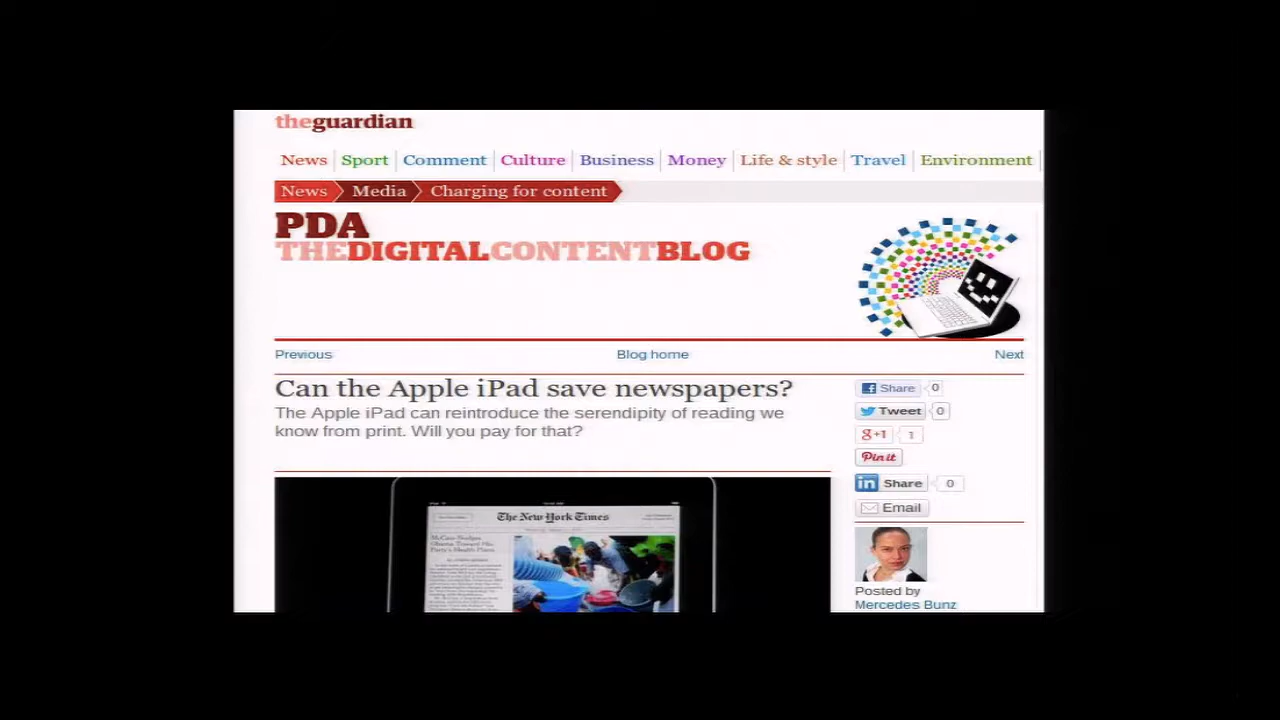 theguardian
News Sport Comment Culture Business Money Life & style Travel Environment
News Media Charging for content
PDA
THEDIGITALCONTENTBLOG
Previous Blog home Next
Can the Apple iPad save newspapers?
The Apple iPad can reintroduce the serendipity of reading we
know from print. Will you pay for that?
Share 0
Tweet 0
g+1 1
Pin it
in Share 0
Email
The New York Times
Posted by
Mercedes Bunz